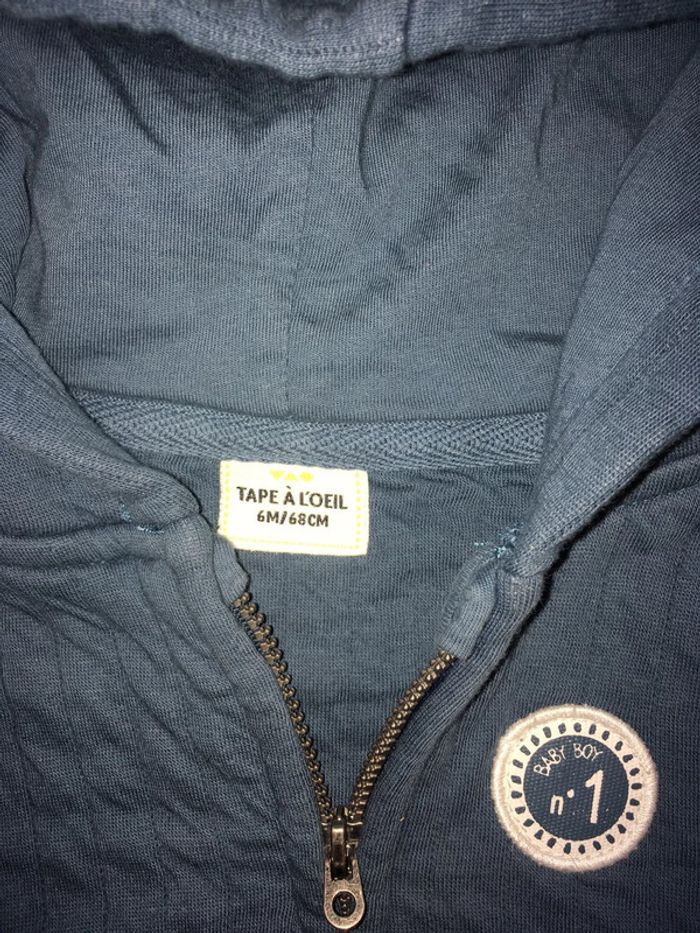 TAPE À L'OEIL
6M/68CM
BABY BOY
n•1